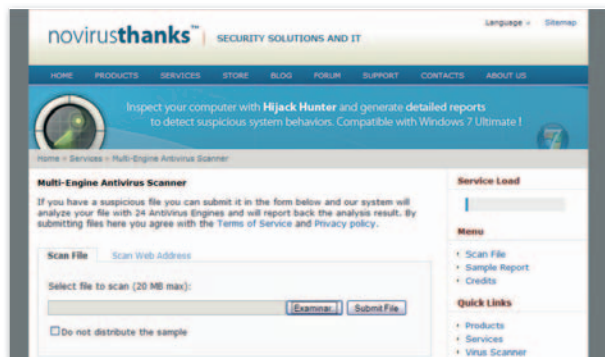 Language
Sitemap
novirusthanks™ | SECURITY SOLUTIONS AND IT
HOME PRODUCTS SERVICES STORE BLOG FORUM SUPPORT CONTACTS ABOUT US
Inspect your computer with Hijack Hunter and generate detailed reports
to detect suspicious system behaviors. Compatible with Windows 7 Ultimate !
Home » Services » Multi-Engine Antivirus Scanner
Multi-Engine Antivirus Scanner
If you have a suspicious file you can submit it in the form below and our system will
analyze your file with 24 AntiVirus Engines and will report back the analysis result. By
submitting files here you agree with the Terms of Service and Privacy policy.
Scan File
Scan Web Address
Select file to scan (20 MB max):
Examinar...
Submit File
Do not distribute the sample
Service Load
Menu
Scan File
Sample Report
Credits
Quick Links
Products
Services
Virus Scanner